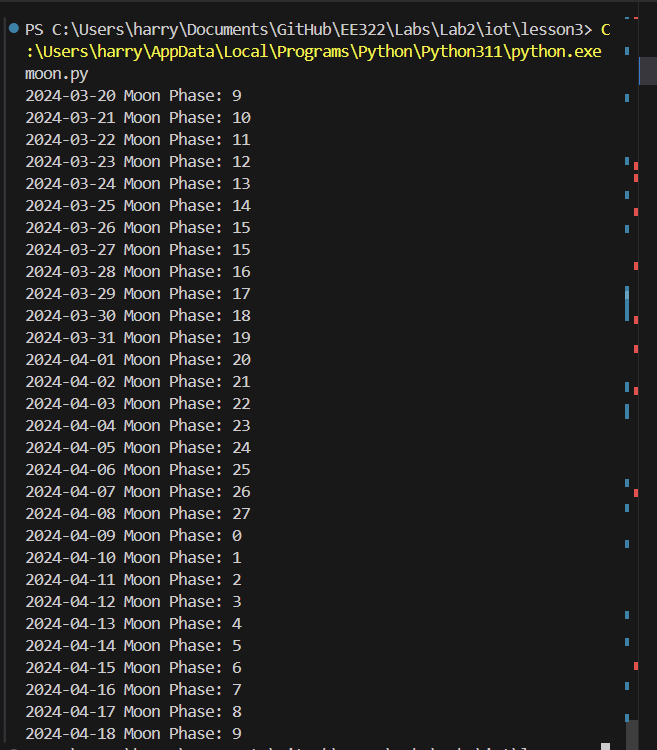 PS C:\Users\harry\Documents\GitHub\EE322\Labs\Lab2\iot\lesson3> C
:\Users\harry\AppData\Local\Programs\Python\Python311\python.exe
moon.py
2024-03-20 Moon Phase: 9
2024-03-21 Moon Phase: 10
2024-03-22 Moon Phase: 11
2024-03-23 Moon Phase: 12
2024-03-24 Moon Phase: 13
2024-03-25 Moon Phase: 14
2024-03-26 Moon Phase: 15
2024-03-27 Moon Phase: 15
2024-03-28 Moon Phase: 16
2024-03-29 Moon Phase: 17
2024-03-30 Moon Phase: 18
2024-03-31 Moon Phase: 19
2024-04-01 Moon Phase: 20
2024-04-02 Moon Phase: 21
2024-04-03 Moon Phase: 22
2024-04-04 Moon Phase: 23
2024-04-05 Moon Phase: 24
2024-04-06 Moon Phase: 25
2024-04-07 Moon Phase: 26
2024-04-08 Moon Phase: 27
2024-04-09 Moon Phase: 0
2024-04-10 Moon Phase: 1
2024-04-11 Moon Phase: 2
2024-04-12 Moon Phase: 3
2024-04-13 Moon Phase: 4
2024-04-14 Moon Phase: 5
2024-04-15 Moon Phase: 6
2024-04-16 Moon Phase: 7
2024-04-17 Moon Phase: 8
2024-04-18 Moon Phase: 9